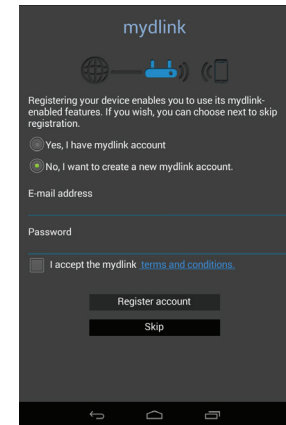 mydlink
Registering your device enables you to use its mydlink-
enabled features. If you wish, you can choose next to skip
registration.
Yes, I have mydlink account
No, I want to create a new mydlink account.
E-mail address
Password
I accept the mydlink terms and conditions.
Register account
Skip